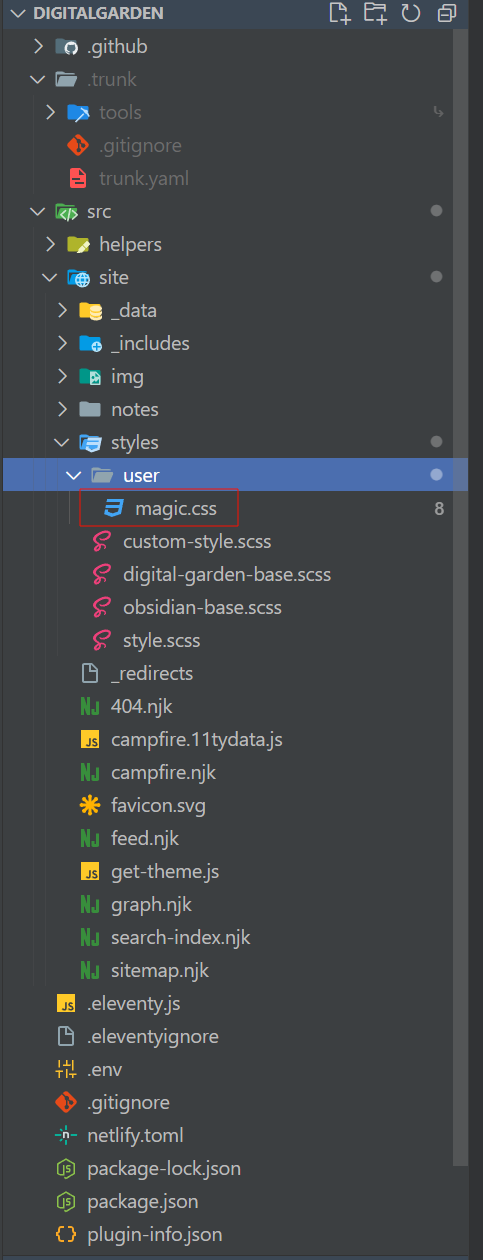 DIGITALGARDEN
.github
.trunk
tools
.gitignore
trunk.yaml
src
helpers
site
_data
_includes
img
notes
styles
user
magic.css 8
custom-style.scss
digital-garden-base.scss
obsidian-base.scss
style.scss
_redirects
404.njk
JS campfire.11tydata.js
campfire.njk
favicon.svg
feed.njk
JS get-theme.js
graph.njk
search-index.njk
sitemap.njk
JS .eleventy.js
.eleventyignore
.env
.gitignore
netlify.toml
package-lock.json
package.json
plugin-info.json